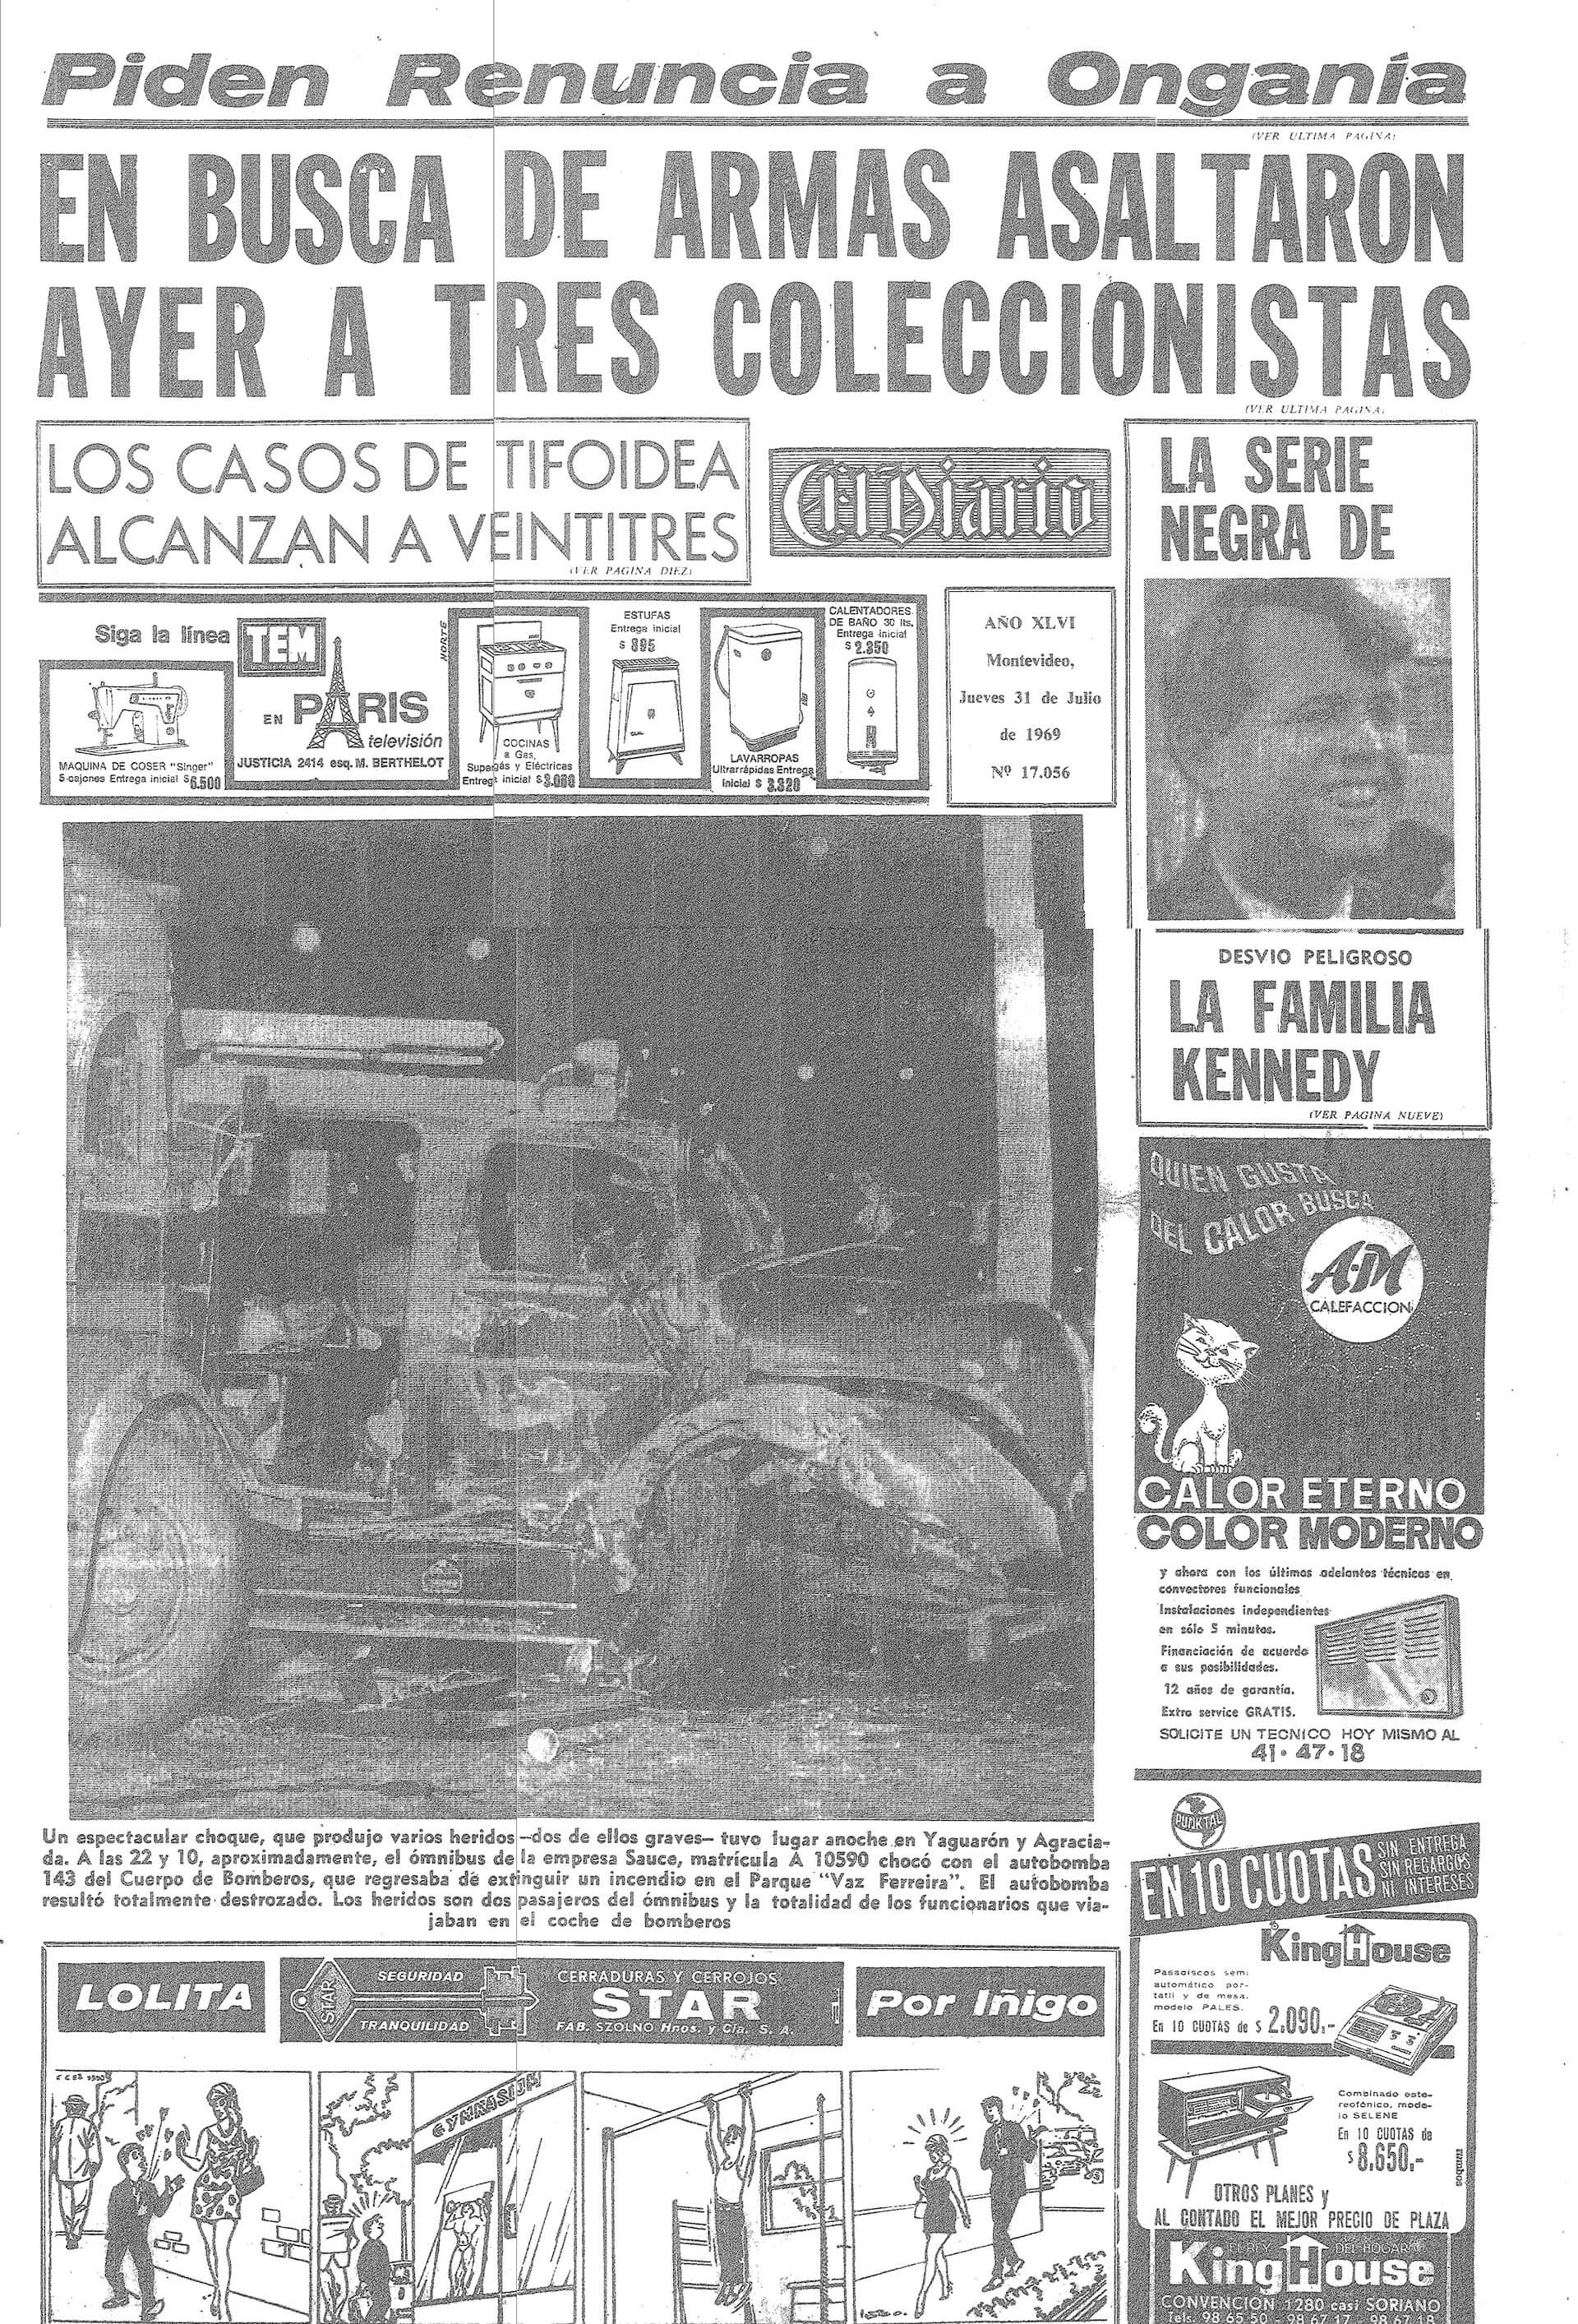 Piden Renuncia a Onganía
(VER ULTIMA PAGINA)
EN BUSCA DE ARMAS ASALTARON
AYER A TRES COLECCIONISTAS
(VER ULTIMA PAGINA)
LOS CASOS DE TIFOIDEA
ALCANZAN A VEINTITRES
(VER PAGINA DIEZ)
El Diario
LA SERIE
NEGRA DE
DESVIO PELIGROSO
LA FAMILIA
KENNEDY
(VER PAGINA NUEVE)
Siga la línea TEM
EN PARIS
televisión
JUSTICIA 2414 esq. M. BERTHELOT
NORTE
MAQUINA DE COSER "Singer"
5 cajones Entrega inicial $6.500
COCINAS
a Gas,
Supergás y Eléctricas
Entrega inicial $3.060
ESTUFAS
Entrega inicial
$ 895
LAVARROPAS
Ultrarrápidas Entrega
inicial $ 3.320
CALENTADORES
DE BAÑO 30 lts.
Entrega inicial
$ 2.350
AÑO XLVI
Montevideo,
Jueves 31 de Julio
de 1969
Nº 17.056
Un espectacular choque, que produjo varios heridos —dos de ellos graves— tuvo lugar anoche en Yaguarón y Agracia-
da. A las 22 y 10, aproximadamente, el ómnibus de la empresa Sauce, matrícula A 10590 chocó con el autobomba
143 del Cuerpo de Bomberos, que regresaba de extinguir un incendio en el Parque "Vaz Ferreira". El autobomba
resultó totalmente destrozado. Los heridos son dos pasajeros del ómnibus y la totalidad de los funcionarios que via-
jaban en el coche de bomberos
QUIEN GUSTA
DEL CALOR BUSCA
A·M
CALEFACCION
CALOR ETERNO
COLOR MODERNO
y ahora con los últimos adelantos técnicos en
convectores funcionales
Instalaciones independientes
en sólo 5 minutos.
Financiación de acuerdo
a sus posibilidades.
12 años de garantía.
Extra service GRATIS.
SOLICITE UN TECNICO HOY MISMO AL
41·47·18
PUNKTAL
EN 10 CUOTAS SIN ENTREGA
SIN RECARGOS
NI INTERESES
KingHouse
Pasadiscos semi
automático por-
tatil y de mesa.
modelo PALES.
En 10 CUOTAS de $ 2.090.-
Combinado este-
reofónico, mode-
lo SELENE
En 10 CUOTAS de
$8.650.-
OTROS PLANES y
AL CONTADO EL MEJOR PRECIO DE PLAZA
EL REY DEL HOGAR
KingHouse
CONVENCION 1280 casi SORIANO
Tels. 98 65 50 - 98 67 17 - 98 67 18
LOLITA
STAR
SEGURIDAD
TRANQUILIDAD
CERRADURAS Y CERROJOS
STAR
FAB. SZOLNO Hnos. y Cía. S. A.
Por Iñigo
GYMNASIUM